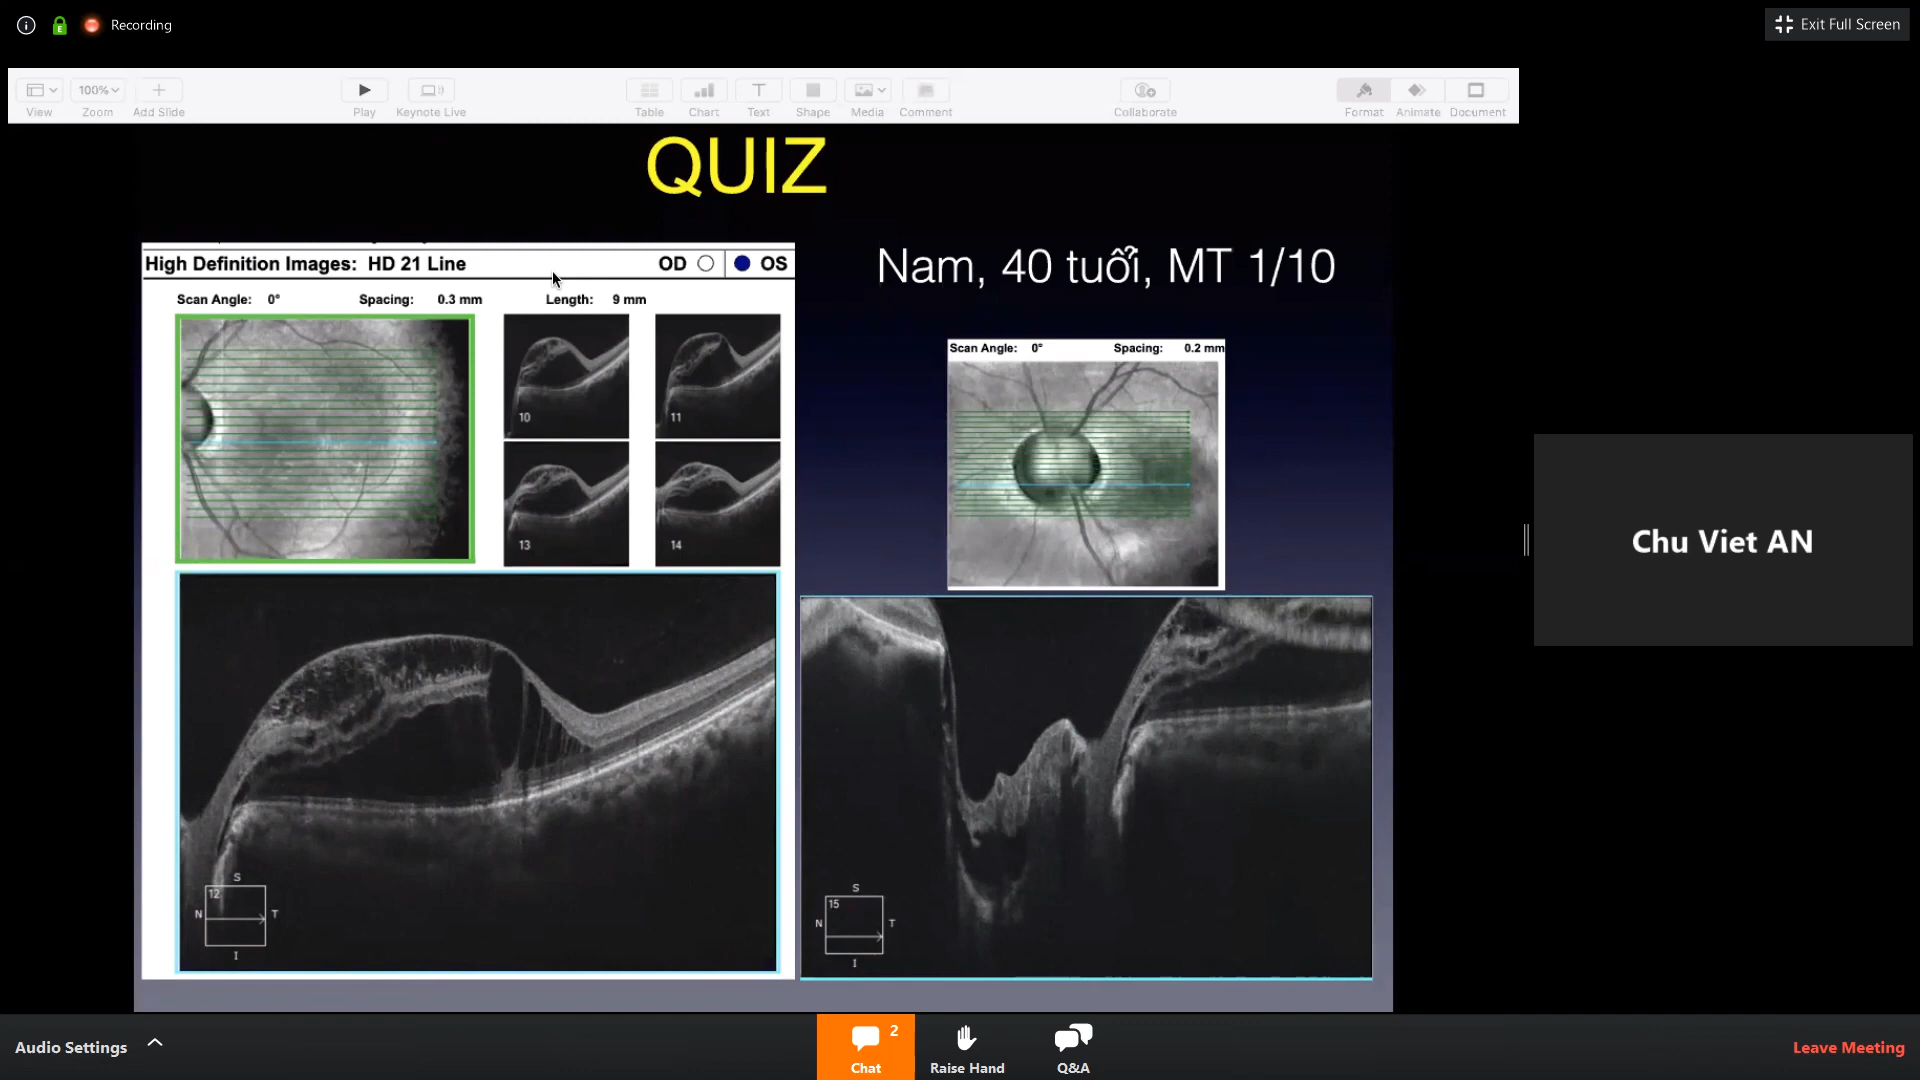 Recording
Exit Full Screen
100%
View
Zoom
Add Slide
Play
Keynote Live
Table
Chart
Text
Shape
Media
Comment
Collaborate
Format
Animate
Document
QUIZ
High Definition Images: HD 21 Line
OD
OS
Scan Angle: 0°
Spacing: 0.3 mm
Length: 9 mm
10
11
13
14
12
S
N
T
I
Nam, 40 tuổi, MT 1/10
Scan Angle: 0°
Spacing: 0.2 mm
15
S
N
T
I
Chu Viet AN
Audio Settings
2
Chat
Raise Hand
Q&A
Leave Meeting